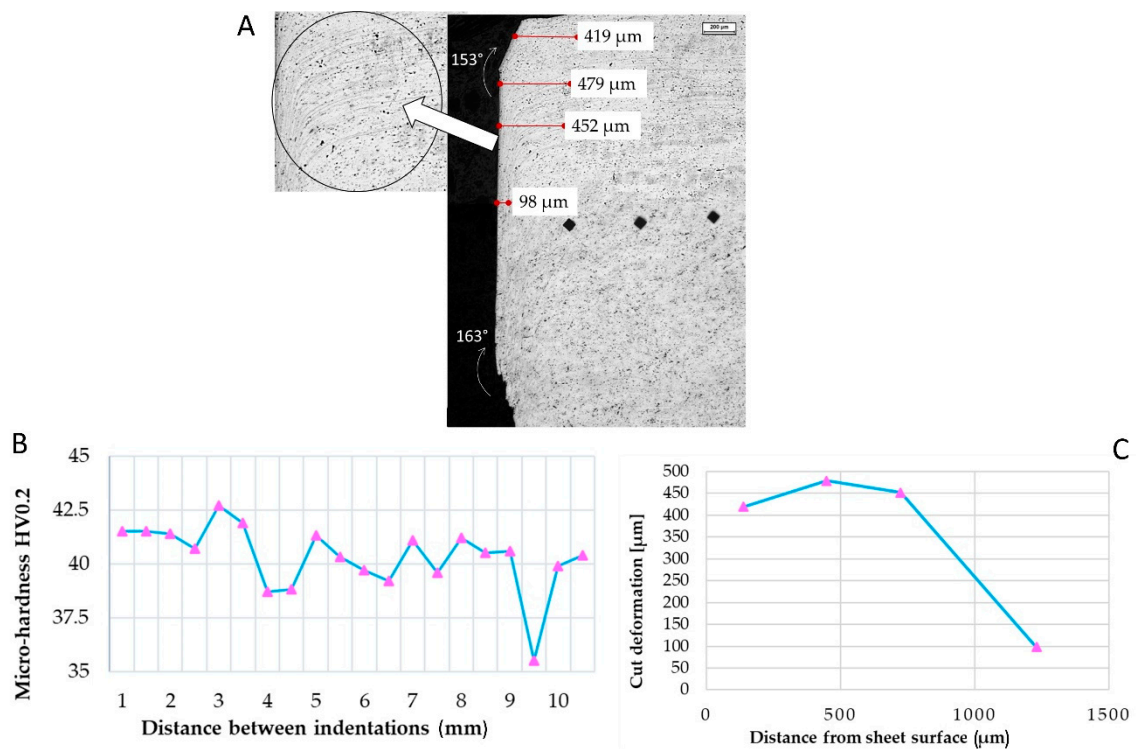 A
200 µm
153°
419 µm
479 µm
452 µm
98 µm
163°
B
Micro-hardness HV0.2
45
42.5
40
37.5
35
1 2 3 4 5 6 7 8 9 10
Distance between indentations (mm)
C
Cut deformation [µm]
500
450
400
350
300
250
200
150
100
50
0
0 500 1000 1500
Distance from sheet surface (µm)